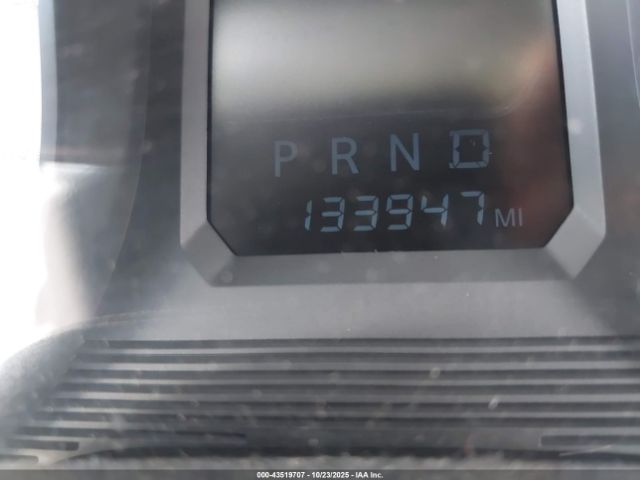 P R N D
133947 MI
000-43519707 - 10/23/2025 - IAA Inc.